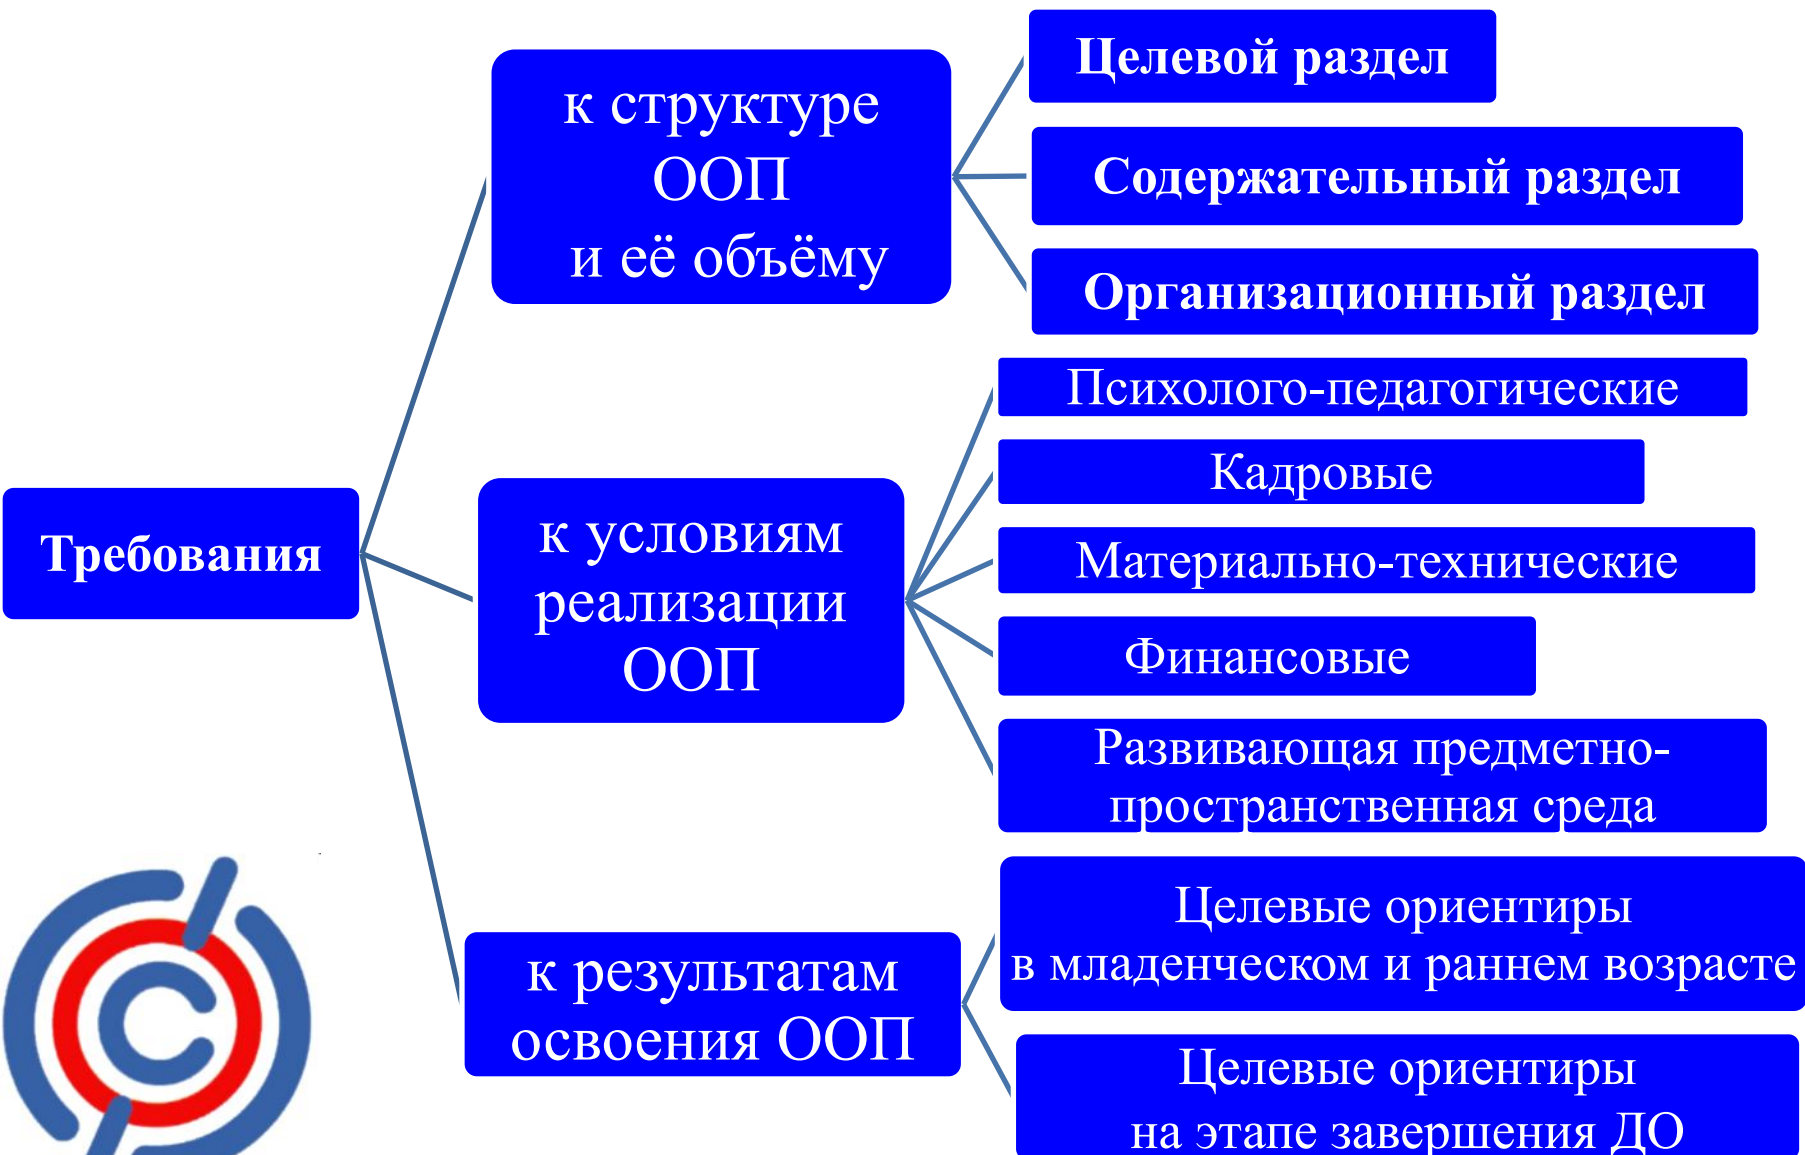 Требования
к структуре
ООП
и её объёму
Целевой раздел
Содержательный раздел
Организационный раздел
к условиям
реализации
ООП
Психолого-педагогические
Кадровые
Материально-технические
Финансовые
Развивающая предметно-
пространственная среда
к результатам
освоения ООП
Целевые ориентиры
в младенческом и раннем возрасте
Целевые ориентиры
на этапе завершения ДО